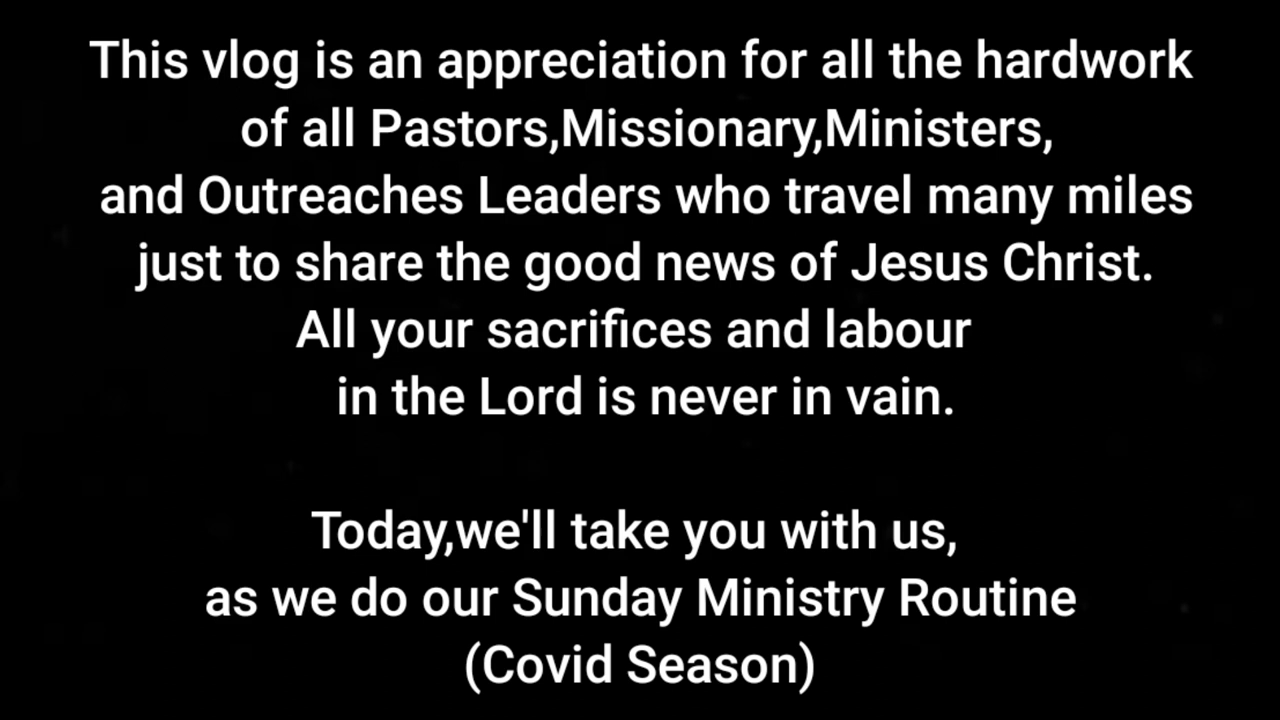 This vlog is an appreciation for all the hardwork
of all Pastors,Missionary,Ministers,
and Outreaches Leaders who travel many miles
just to share the good news of Jesus Christ.
All your sacrifices and labour
in the Lord is never in vain.
Today,we'll take you with us,
as we do our Sunday Ministry Routine
(Covid Season)